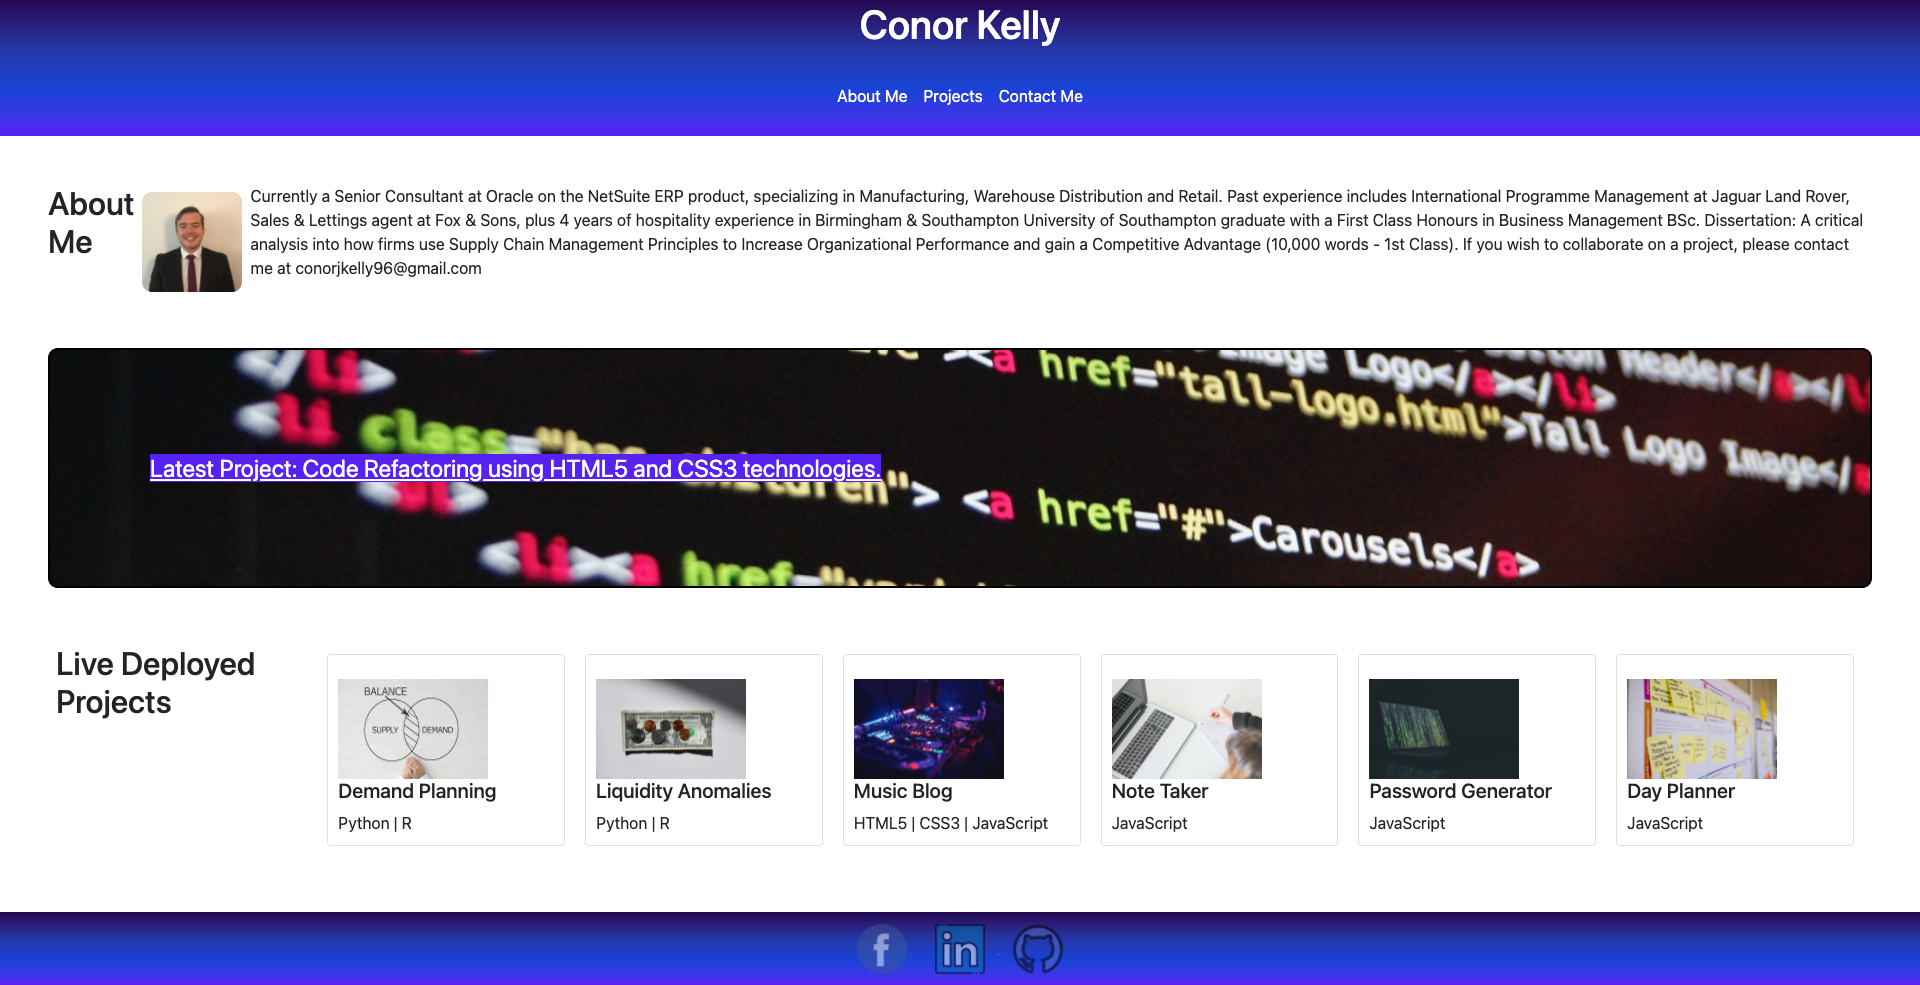 Conor Kelly
About Me Projects Contact Me
About
Me
Currently a Senior Consultant at Oracle on the NetSuite ERP product, specializing in Manufacturing, Warehouse Distribution and Retail. Past experience includes International Programme Management at Jaguar Land Rover,
Sales & Lettings agent at Fox & Sons, plus 4 years of hospitality experience in Birmingham & Southampton University of Southampton graduate with a First Class Honours in Business Management BSc. Dissertation: A critical
analysis into how firms use Supply Chain Management Principles to Increase Organizational Performance and gain a Competitive Advantage (10,000 words - 1st Class). If you wish to collaborate on a project, please contact
me at conorjkelly96@gmail.com
</li>
><a href="tall-logo.html">Tall Logo Image</a
<li class="
Logo</a></li>
Header</a></li
Latest Project: Code Refactoring using HTML5 and CSS3 technologies.
"> <a href="#">Carousels</a>
<li><a href="
Live Deployed
Projects
BALANCE
SUPPLY DEMAND
Demand Planning
Python | R
Liquidity Anomalies
Python | R
Music Blog
HTML5 | CSS3 | JavaScript
Note Taker
JavaScript
Password Generator
JavaScript
Day Planner
JavaScript
f
in